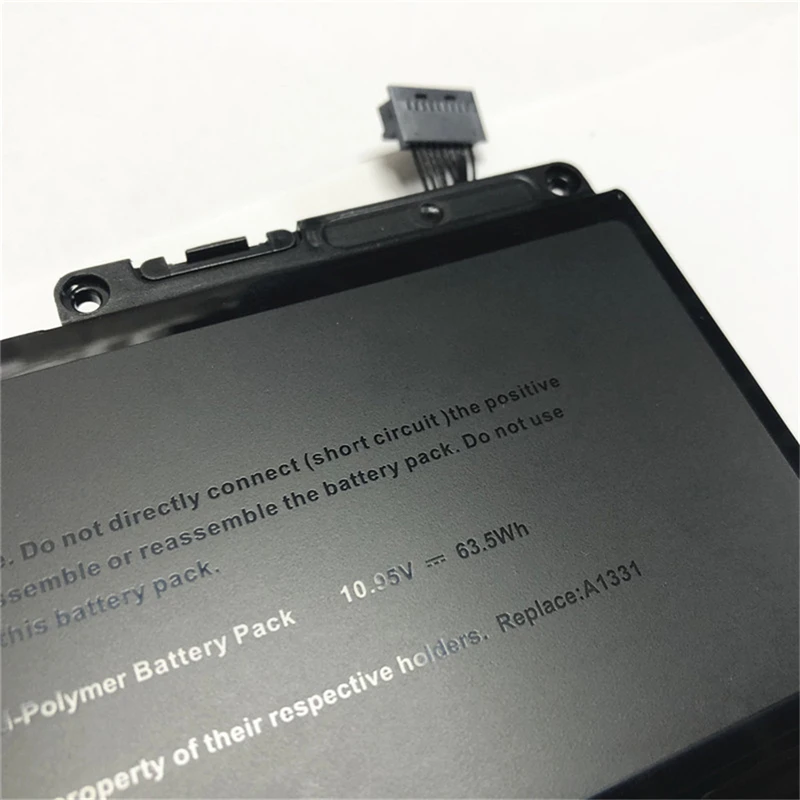 . Do not directly connect (short circuit )the positive
ssemble or reassemble the battery pack. Do not use
this battery pack.
i-Polymer Battery Pack 10.95V ⎓ 63.5Wh
property of their respective holders. Replace:A1331